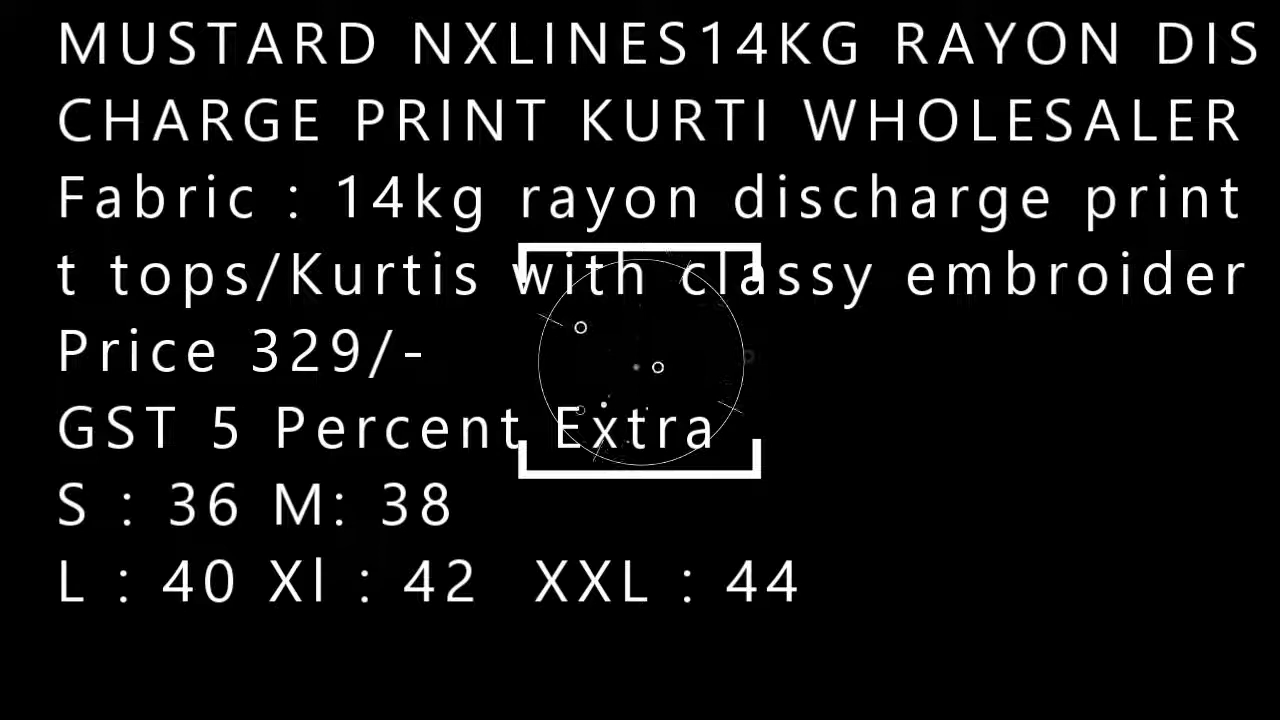 MUSTARD NXLINES14KG RAYON DIS
CHARGE PRINT KURTI WHOLESALER
Fabric : 14kg rayon discharge print
t tops/Kurtis with classy embroider
Price 329/-
GST 5 Percent Extra
S : 36 M: 38
L : 40 Xl : 42 XXL : 44